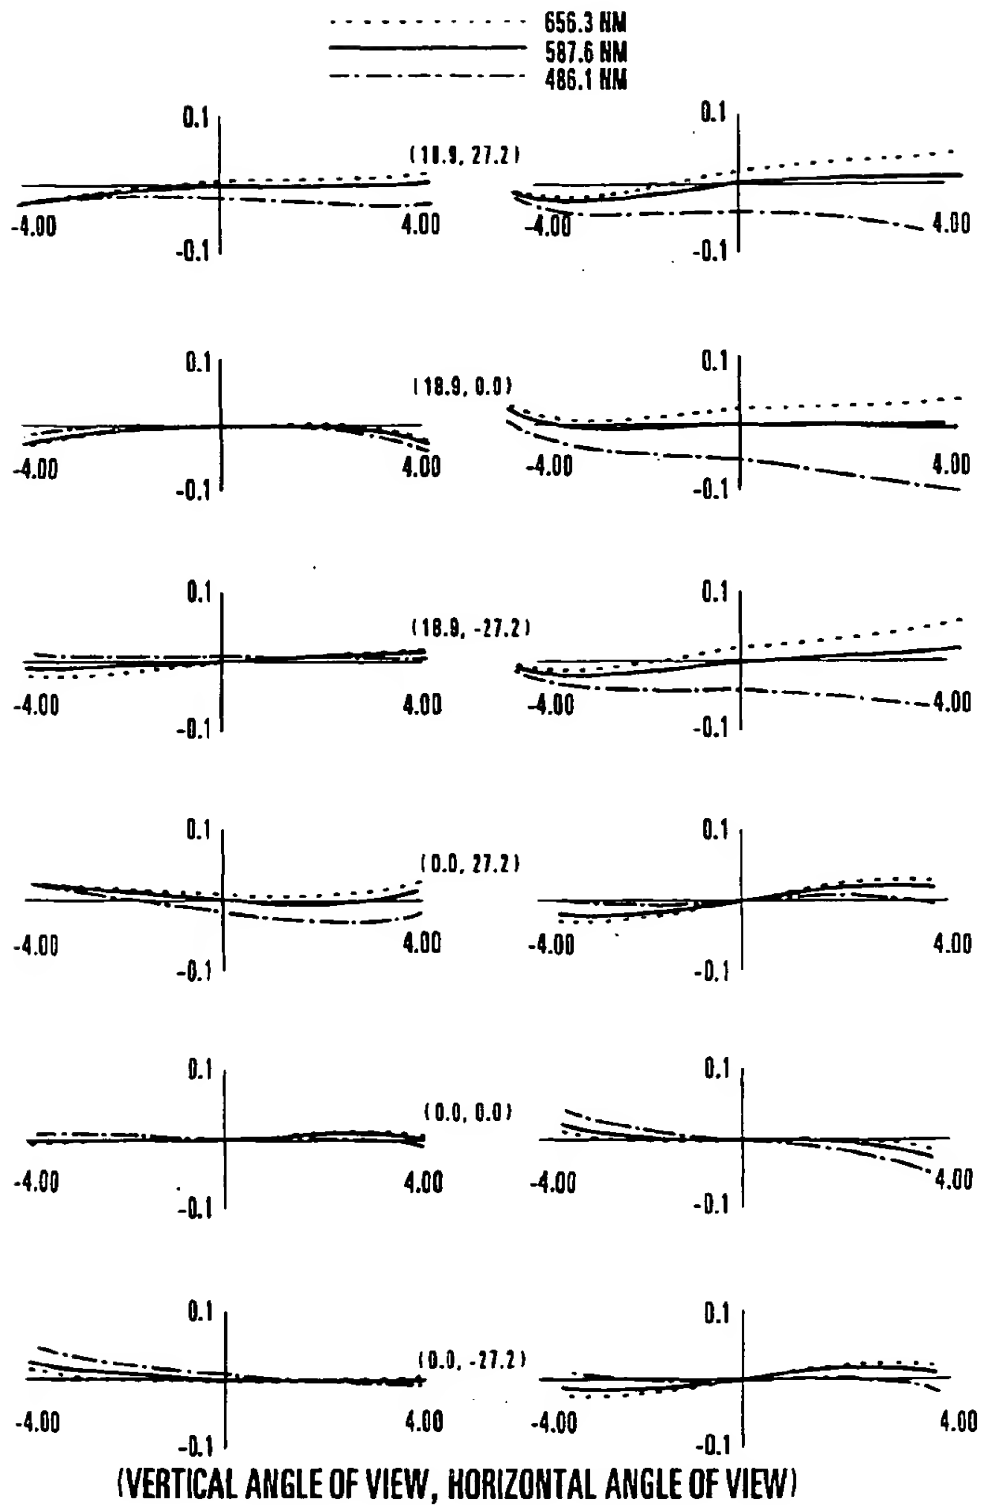 656.3 NM
587.6 NM
486.1 NM
0.1 (18.9, 27.2) 0.1
-4.00 4.00 -4.00 4.00
-0.1 -0.1
0.1 (18.9, 0.0) 0.1
-4.00 4.00 -4.00 4.00
-0.1 -0.1
0.1 (18.9, -27.2) 0.1
-4.00 4.00 -4.00 4.00
-0.1 -0.1
0.1 (0.0, 27.2) 0.1
-4.00 4.00 -4.00 4.00
-0.1 -0.1
0.1 (0.0, 0.0) 0.1
-4.00 4.00 -4.00 4.00
-0.1 -0.1
0.1 (0.0, -27.2) 0.1
-4.00 4.00 -4.00 4.00
-0.1 -0.1
(VERTICAL ANGLE OF VIEW, HORIZONTAL ANGLE OF VIEW)